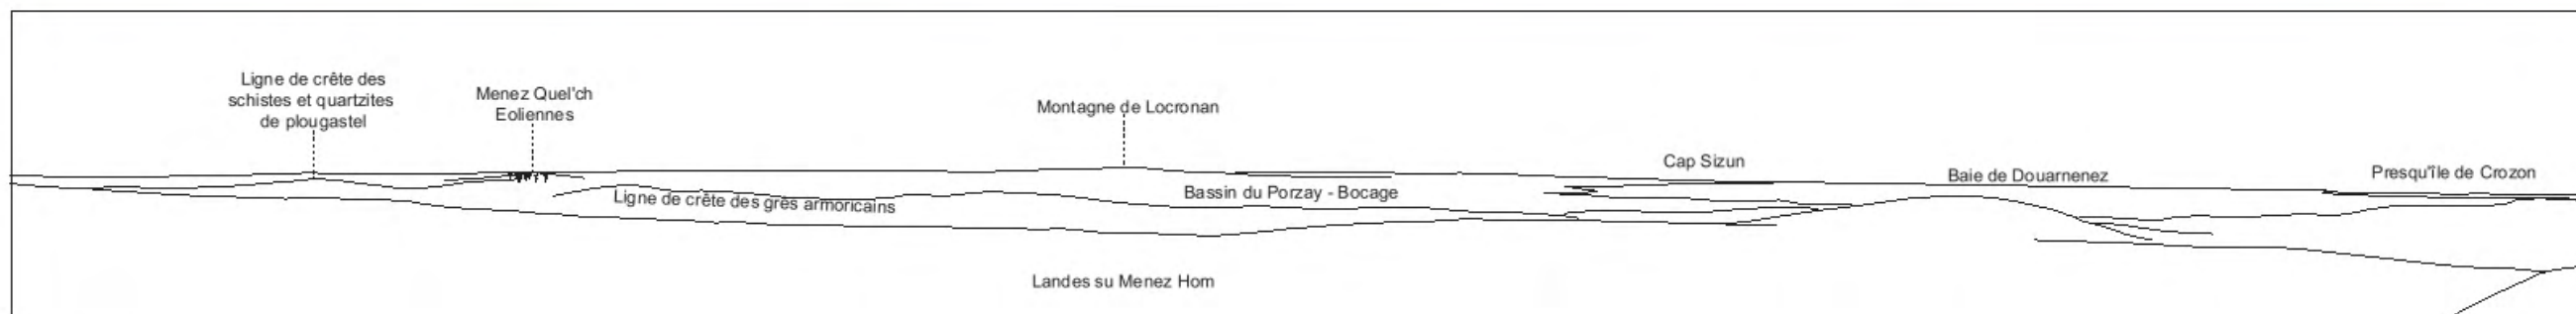 Ligne de crête des
schistes et quartzites
de plougastel
Menez Quel'ch
Eoliennes
Montagne de Locronan
Cap Sizun
Baie de Douarnenez
Presqu'île de Crozon
Ligne de crête des grès armoricains
Bassin du Porzay - Bocage
Landes su Menez Hom